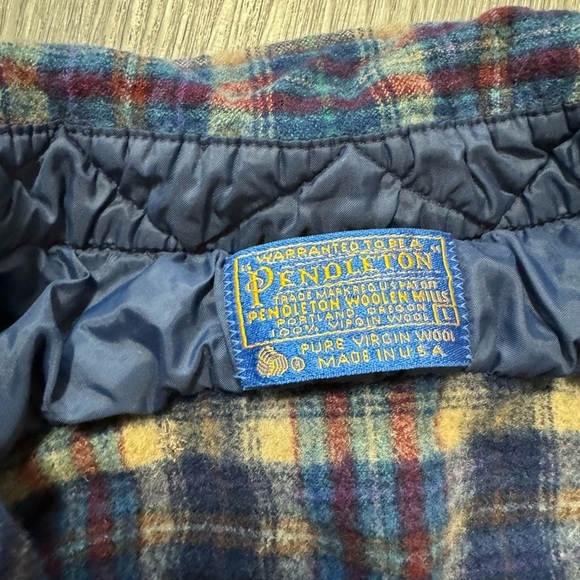 WARRANTED TO BE A
"PENDLETON"
TRADE MARK REG. U.S. PAT. OFF.
PENDLETON WOOLEN MILLS
PORTLAND, OREGON
100% VIRGIN WOOL
L
PURE VIRGIN WOOL
MADE IN U.S.A